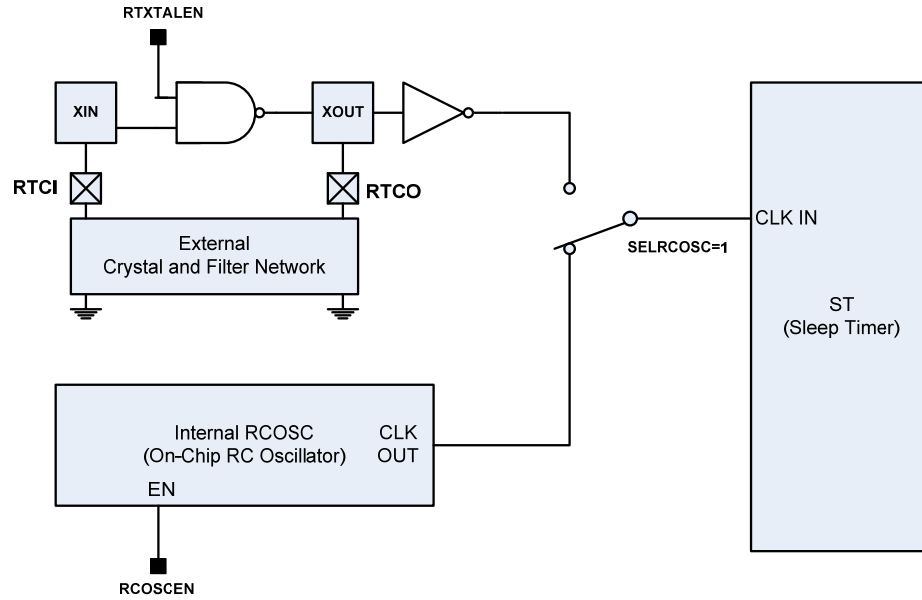 RTXTALEN
XIN
XOUT
RTCI
RTCO
External
Crystal and Filter Network
CLK IN
SELRCOSC=1
ST
(Sleep Timer)
Internal RCOSC
(On-Chip RC Oscillator)
CLK
OUT
EN
RCOSCEN